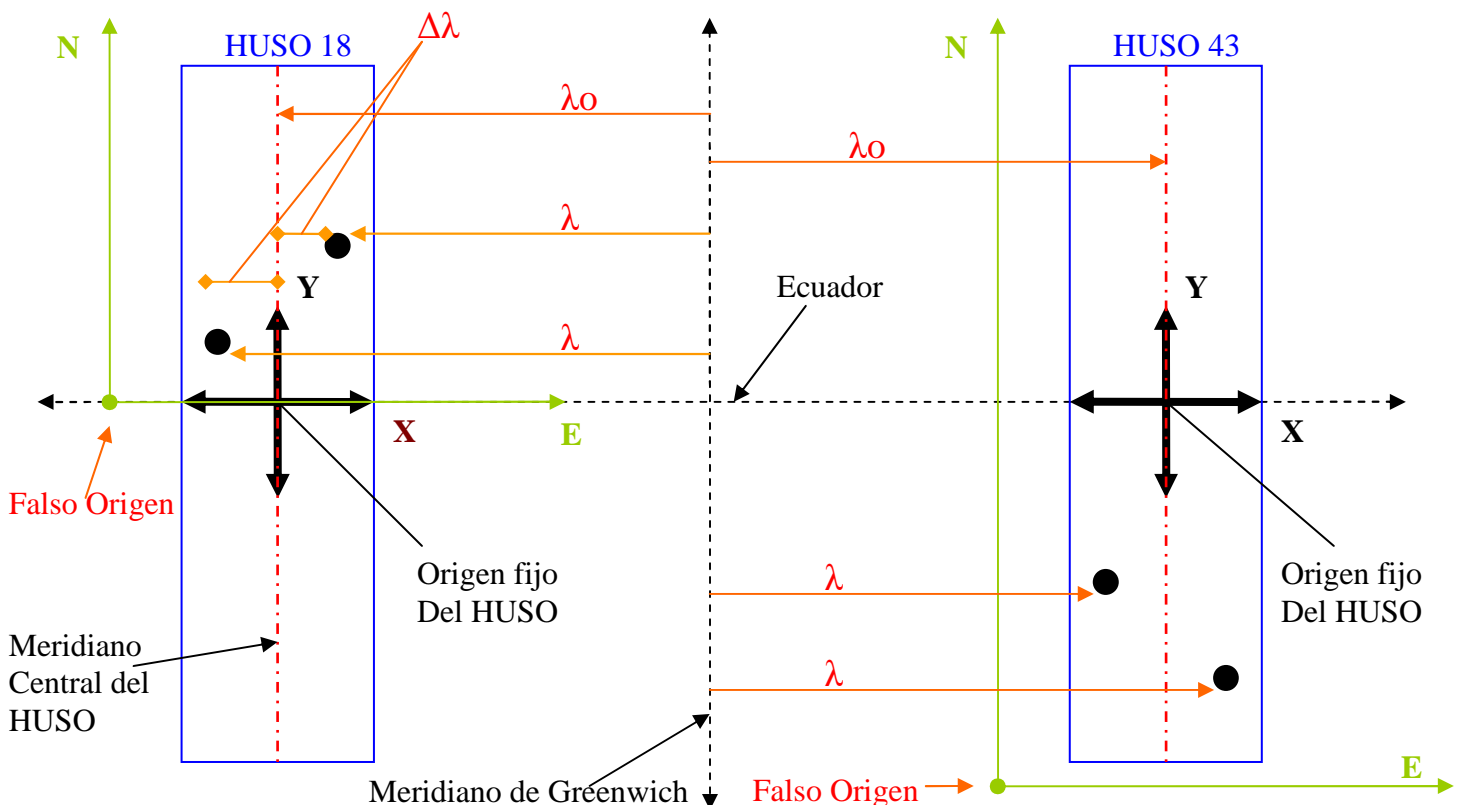 Δλ
N
HUSO 18
N
HUSO 43
λo
λo
λ
Y
Ecuador
Y
λ
X
E
X
Falso Origen
Origen fijo
Del HUSO
Origen fijo
Del HUSO
λ
Meridiano
Central del
HUSO
λ
Meridiano de Greenwich
Falso Origen
E